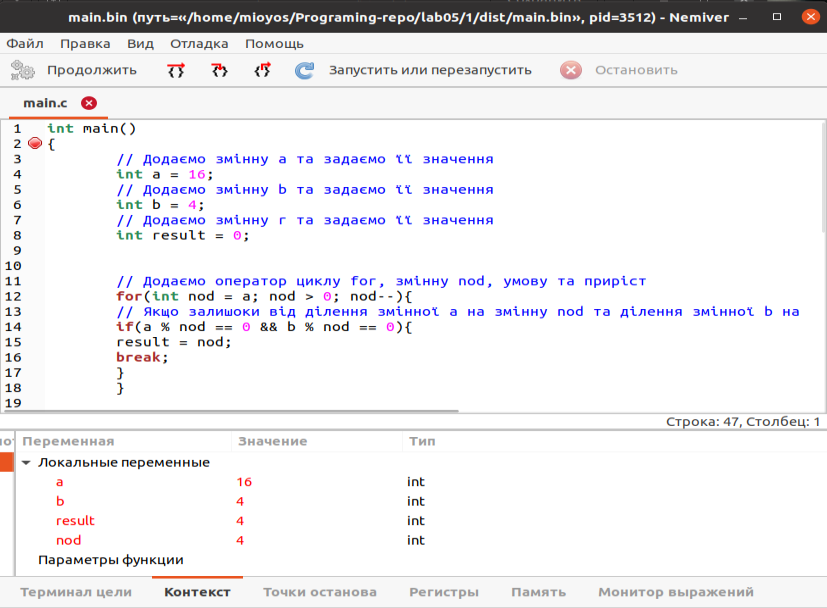 main.bin (путь=«/home/mioyos/Programing-repo/lab05/1/dist/main.bin», pid=3512) - Nemiver
Файл Правка Вид Отладка Помощь
Продолжить Запустить или перезапустить Остановить
main.c
1 int main()
2 {
3 // Додаємо змінну a та задаємо її значення
4 int a = 16;
5 // Додаємо змінну b та задаємо її значення
6 int b = 4;
7 // Додаємо змінну r та задаємо її значення
8 int result = 0;
9
10
11 // Додаємо оператор циклу for, змінну nod, умову та приріст
12 for(int nod = a; nod > 0; nod--){
13 // Якщо залишоки від ділення змінної a на змінну nod та ділення змінної b на
14 if(a % nod == 0 && b % nod == 0){
15 result = nod;
16 break;
17 }
18 }
19
Строка: 47, Столбец: 1
Переменная Значение Тип
Локальные переменные
a 16 int
b 4 int
result 4 int
nod 4 int
Параметры функции
Терминал цели Контекст Точки останова Регистры Память Монитор выражений